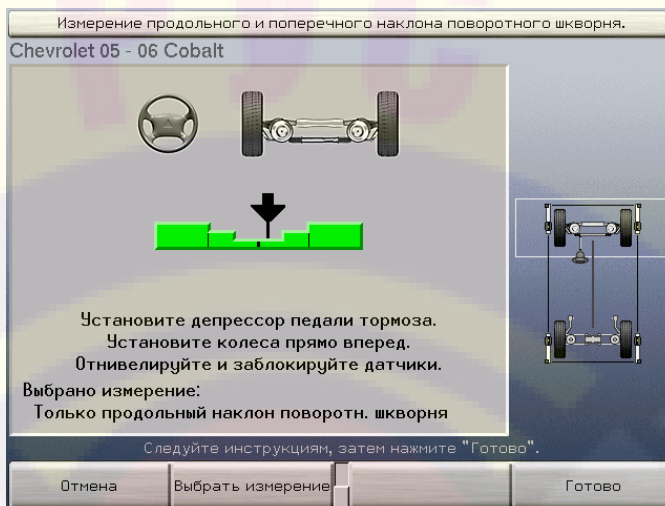 Измерение продольного и поперечного наклона поворотного шкворня.
Chevrolet 05 - 06 Cobalt
Установите депрессор педали тормоза.
Установите колеса прямо вперед.
Отнивелируйте и заблокируйте датчики.
Выбрано измерение:
Только продольный наклон поворотн. шкворня
Следуйте инструкциям, затем нажмите "Готово".
Отмена
Выбрать измерение
Готово